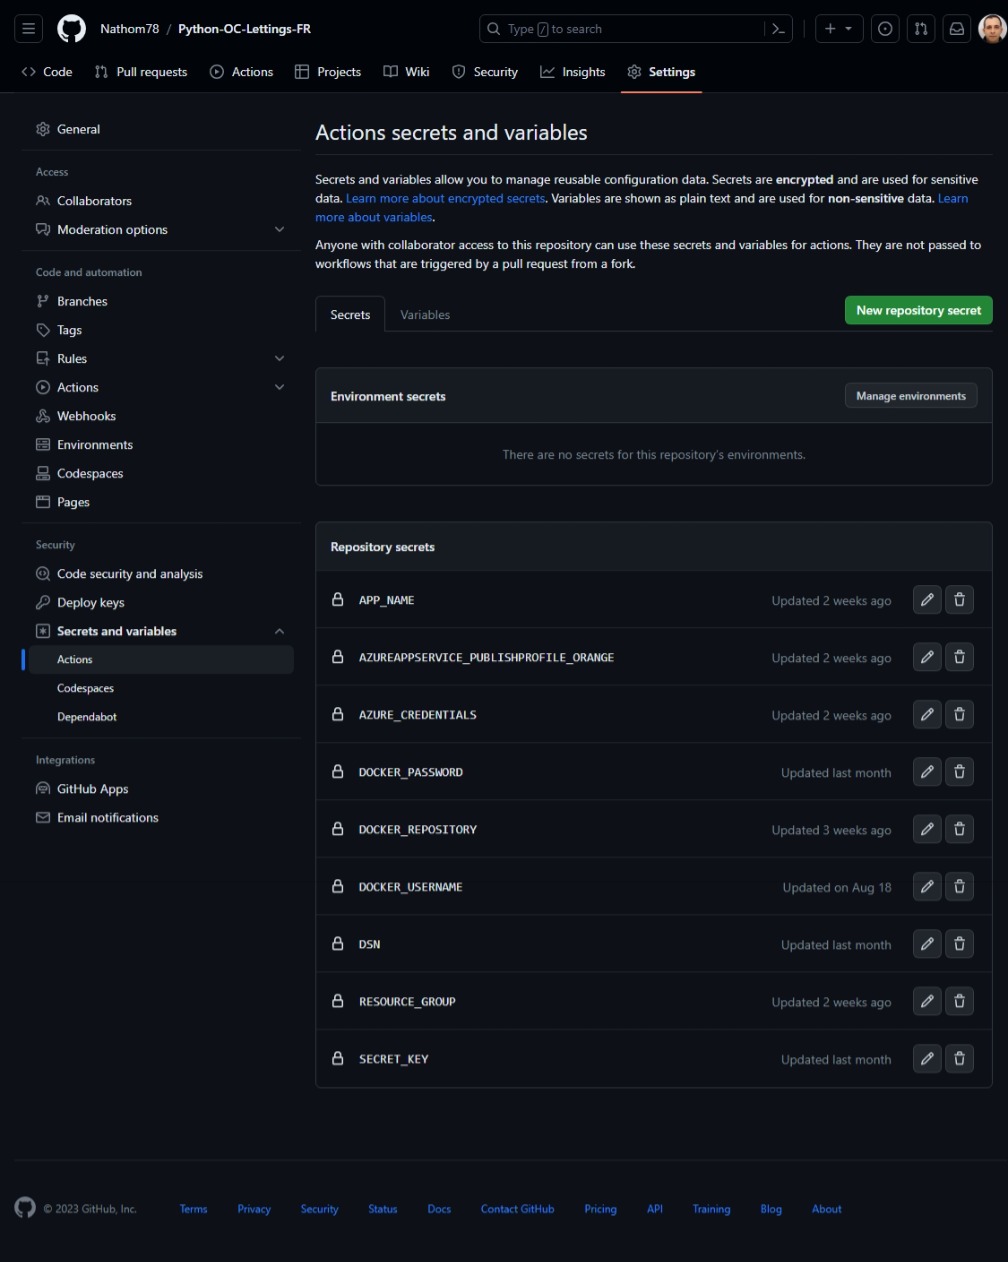 Nathom78 / Python-OC-Lettings-FR
Type / to search
Code
Pull requests
Actions
Projects
Wiki
Security
Insights
Settings
General
Access
Collaborators
Moderation options
Code and automation
Branches
Tags
Rules
Actions
Webhooks
Environments
Codespaces
Pages
Security
Code security and analysis
Deploy keys
Secrets and variables
Actions
Codespaces
Dependabot
Integrations
GitHub Apps
Email notifications
Actions secrets and variables
Secrets and variables allow you to manage reusable configuration data. Secrets are encrypted and are used for sensitive
data. Learn more about encrypted secrets. Variables are shown as plain text and are used for non-sensitive data. Learn
more about variables.
Anyone with collaborator access to this repository can use these secrets and variables for actions. They are not passed to
workflows that are triggered by a pull request from a fork.
Secrets
Variables
New repository secret
Environment secrets
Manage environments
There are no secrets for this repository's environments.
Repository secrets
APP_NAME Updated 2 weeks ago
AZUREAPPSERVICE_PUBLISHPROFILE_ORANGE Updated 2 weeks ago
AZURE_CREDENTIALS Updated 2 weeks ago
DOCKER_PASSWORD Updated last month
DOCKER_REPOSITORY Updated 3 weeks ago
DOCKER_USERNAME Updated on Aug 18
DSN Updated last month
RESOURCE_GROUP Updated 2 weeks ago
SECRET_KEY Updated last month
© 2023 GitHub, Inc.
Terms
Privacy
Security
Status
Docs
Contact GitHub
Pricing
API
Training
Blog
About